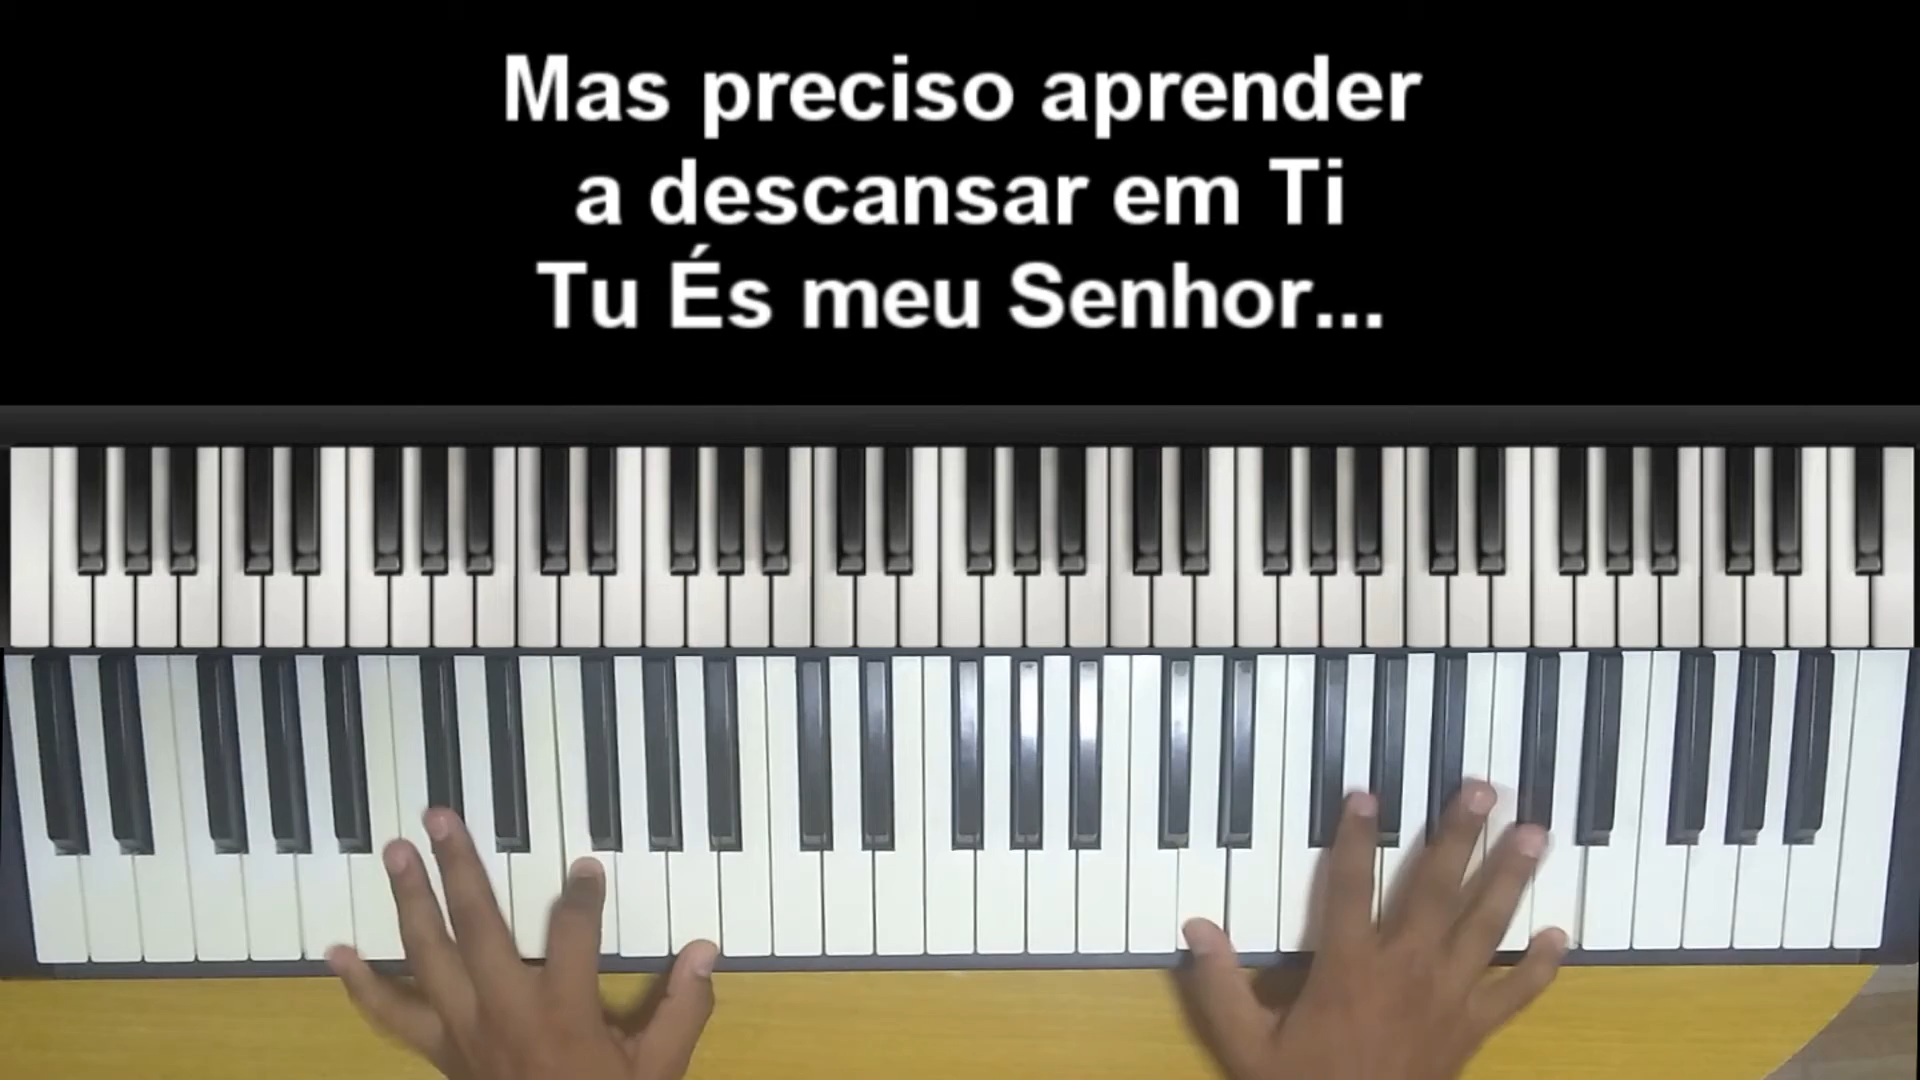 Mas preciso aprender
a descansar em Ti
Tu És meu Senhor...